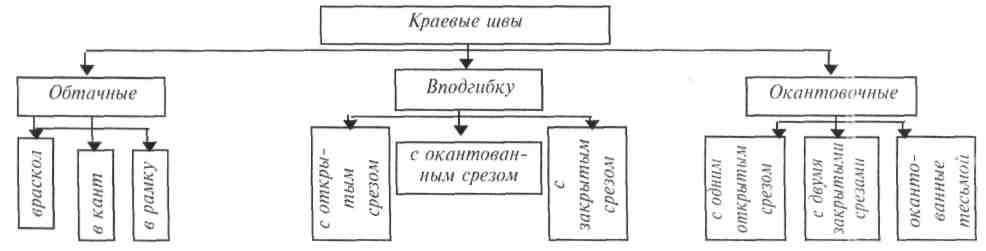 Краевые швы
Обтачные
Вподгибку
Окантовочные
враскол
в кант
в рамку
с откры-
тым
срезом
с окантован-
ным срезом
с
закрытым
срезом
с одним
открытым
срезом
с двумя
закрытыми
срезами
оканто-
ванные
тесьмой